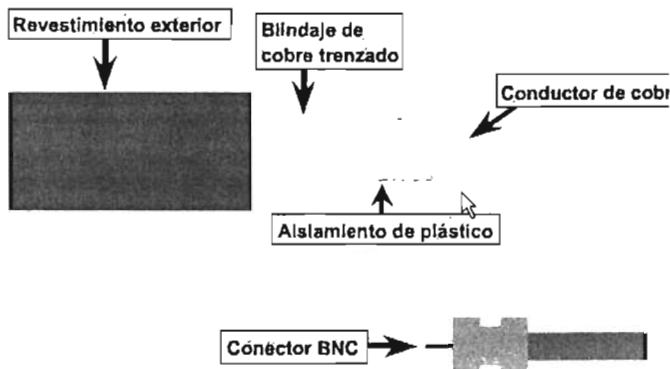 Revestimiento exterior
Blindaje de
cobre trenzado
Conductor de cobr
Aislamiento de plástico
Conector BNC